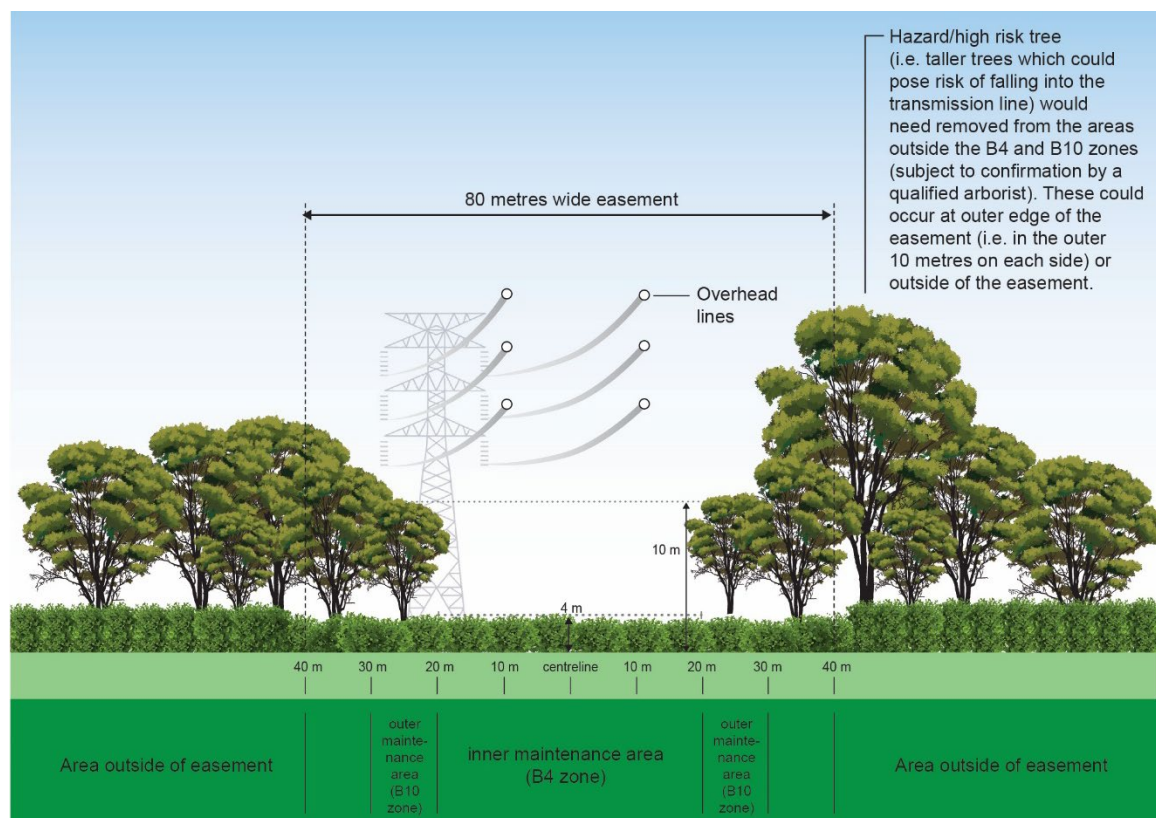 Hazard/high risk tree
(i.e. taller trees which could
pose risk of falling into the
transmission line) would
need removed from the areas
outside the B4 and B10 zones
(subject to confirmation by a
qualified arborist). These could
occur at outer edge of the
easement (i.e. in the outer
10 metres on each side) or
outside of the easement.
80 metres wide easement
Overhead
lines
10 m
4 m
40 m 30 m 20 m 10 m centreline 10 m 20 m 30 m 40 m
Area outside of easement
outer
mainte-
nance
area
(B10
zone)
inner maintenance area
(B4 zone)
outer
mainte-
nance
area
(B10
zone)
Area outside of easement